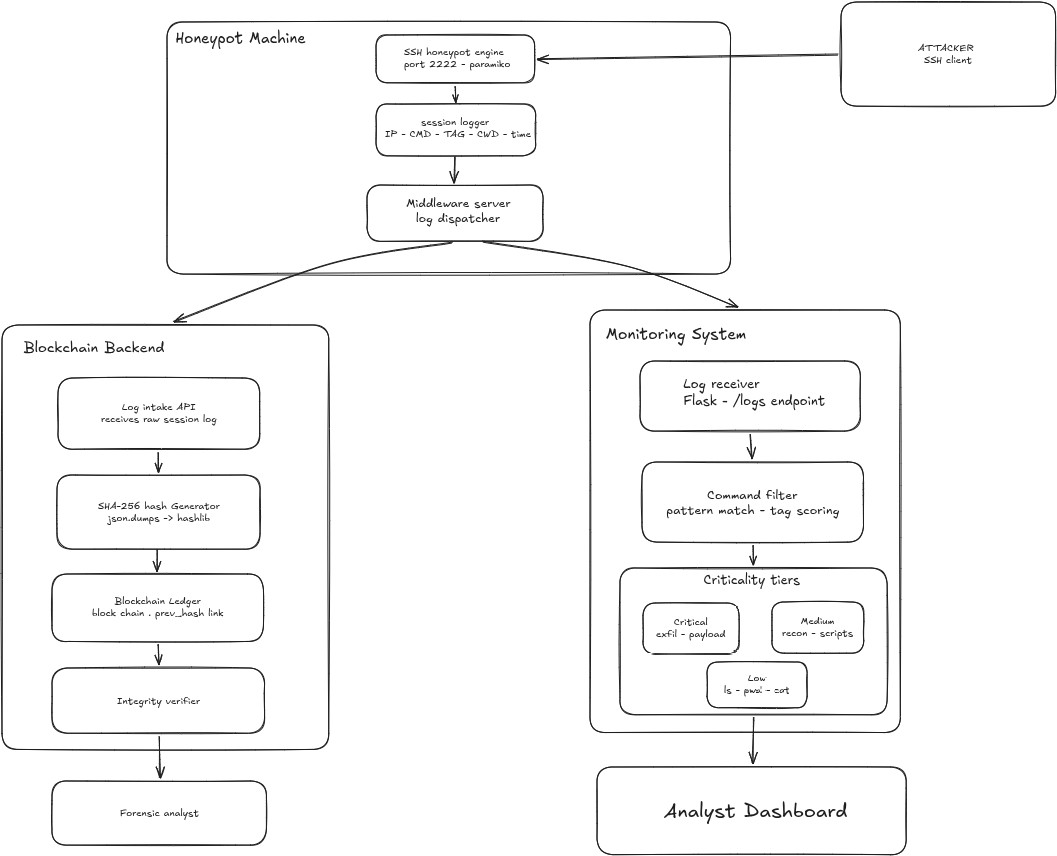 Honeypot Machine
SSH honeypot engine
port 2222 - paramiko
ATTACKER
SSH client
session logger
IP - CMD - TAG - CWD - time
Middleware server
log dispatcher
Blockchain Backend
Log intake API
receives raw session log
SHA-256 hash Generator
json.dumps -> hashlib
Blockchain Ledger
block chain . prev_hash link
Integrity verifier
Forensic analyst
Monitoring System
Log receiver
Flask - /logs endpoint
Command filter
pattern match - tag scoring
Criticality tiers
Critical
exfil - payload
Medium
recon - scripts
Low
ls - pwd - cat
Analyst Dashboard